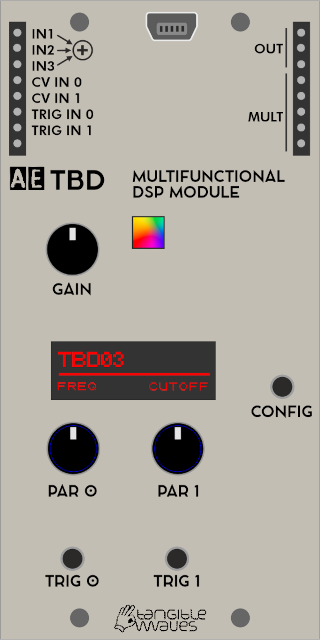 IN1
IN2
IN3
CV IN 0
CV IN 1
TRIG IN 0
TRIG IN 1
OUT
MULT
AE TBD
MULTIFUNCTIONAL
DSP MODULE
GAIN
TBD03
FREQ CUTOFF
CONFIG
PAR 0 PAR 1
TRIG 0 TRIG 1
tangible
waves